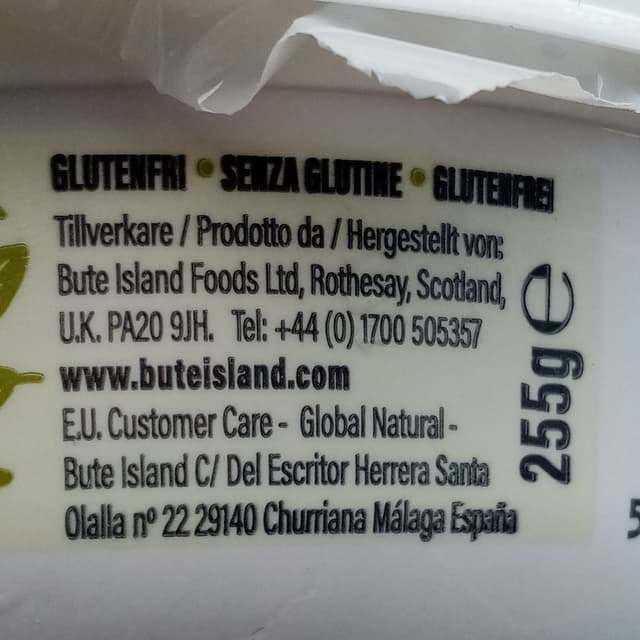 GLUTENFRI • SENZA GLUTINE • GLUTENFREI
Tillverkare / Prodotto da / Hergestellt von:
Bute Island Foods Ltd, Rothesay, Scotland,
U.K. PA20 9JH. Tel: +44 (0) 1700 505357
www.buteisland.com
E.U. Customer Care - Global Natural -
Bute Island C/ Del Escritor Herrera Santa
Olalla nº 22 29140 Churriana Málaga España
255g ℮
5